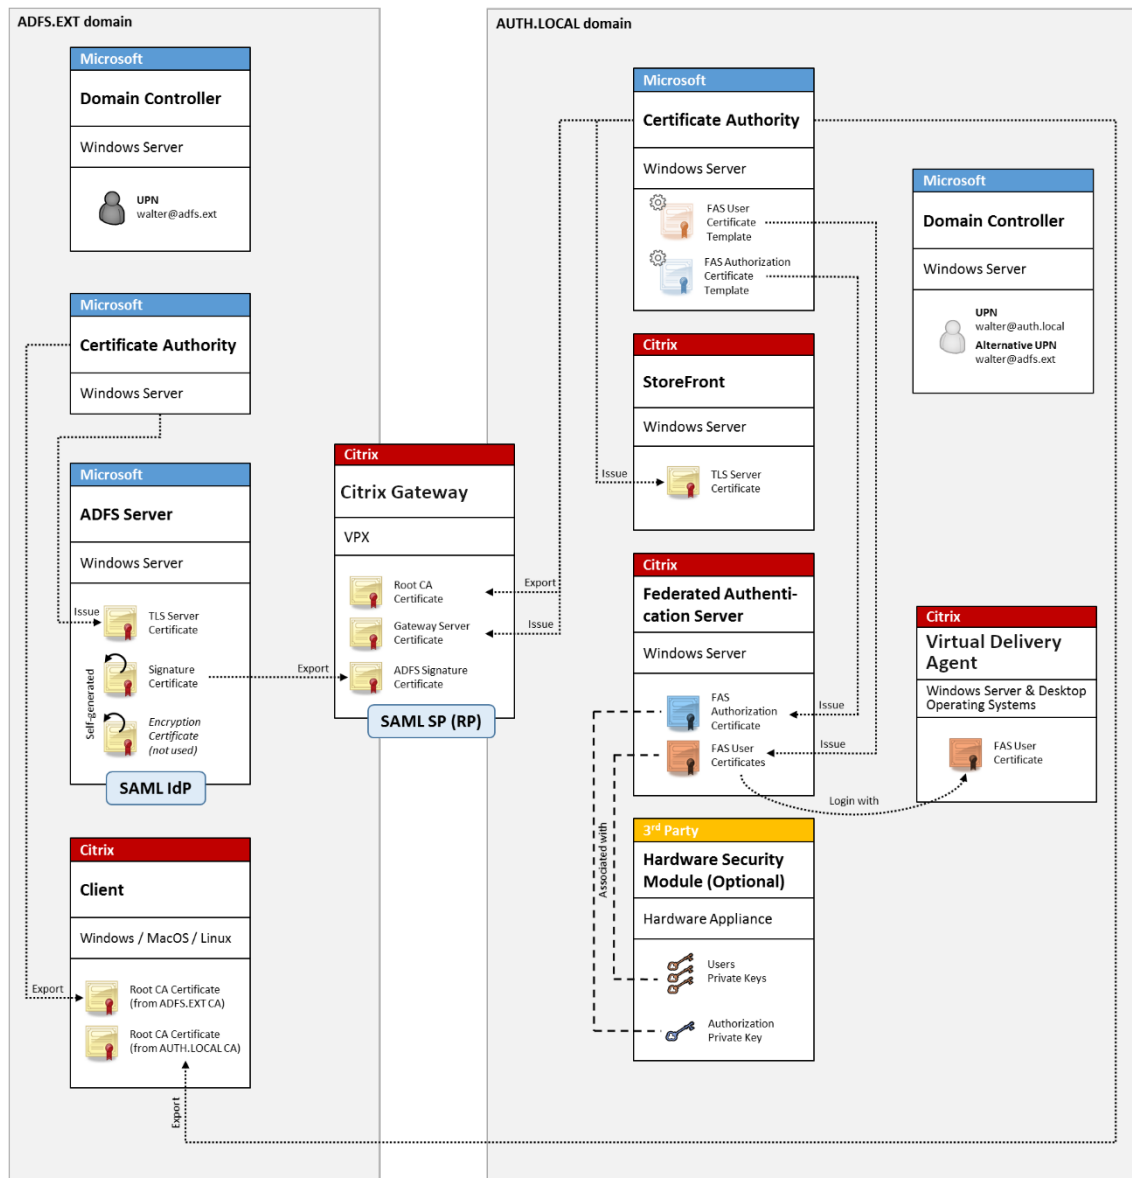 ADFS.EXT domain
Microsoft
Domain Controller
Windows Server
UPN
walter@adfs.ext
Microsoft
Certificate Authority
Windows Server
Microsoft
ADFS Server
Windows Server
Issue
TLS Server
Certificate
Self-generated
Signature
Certificate
Encryption
Certificate
(not used)
SAML IdP
Citrix
Client
Windows / MacOS / Linux
Export
Root CA Certificate
(from ADFS.EXT CA)
Root CA Certificate
(from AUTH.LOCAL CA)
Export
Citrix
Citrix Gateway
VPX
Root CA
Certificate
Export
Gateway Server
Certificate
Issue
Export
ADFS Signature
Certificate
SAML SP (RP)
AUTH.LOCAL domain
Microsoft
Certificate Authority
Windows Server
FAS User
Certificate
Template
FAS Authorization
Certificate
Template
Citrix
StoreFront
Windows Server
Issue
TLS Server
Certificate
Citrix
Federated Authenti-
cation Server
Windows Server
FAS
Authorization
Certificate
Issue
FAS User
Certificates
Issue
Login with
Associated with
3rd Party
Hardware Security
Module (Optional)
Hardware Appliance
Users
Private Keys
Authorization
Private Key
Microsoft
Domain Controller
Windows Server
UPN
walter@auth.local
Alternative UPN
walter@adfs.ext
Citrix
Virtual Delivery
Agent
Windows Server & Desktop
Operating Systems
FAS User
Certificate